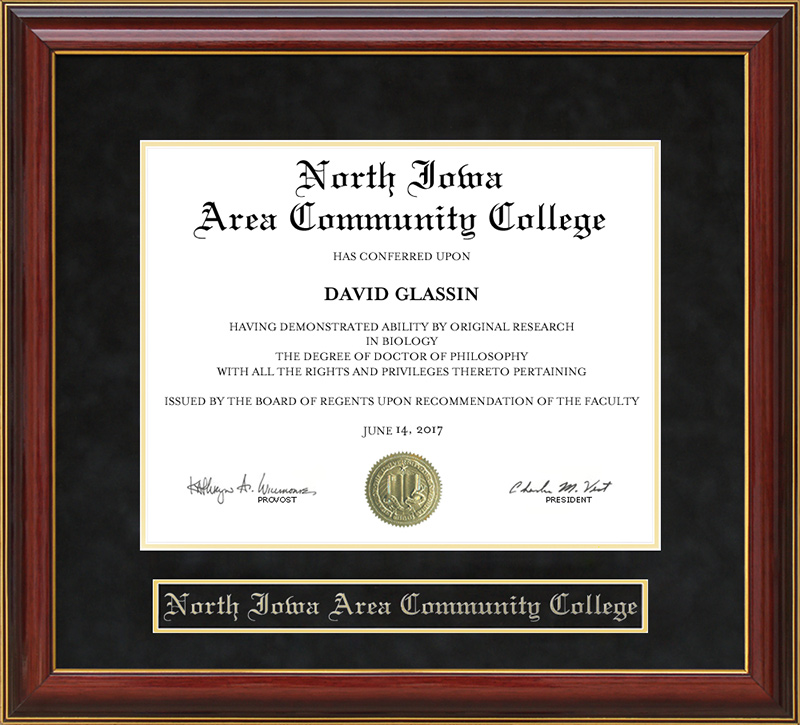 North Iowa
Area Community College
HAS CONFERRED UPON
DAVID GLASSIN
HAVING DEMONSTRATED ABILITY BY ORIGINAL RESEARCH
IN BIOLOGY
THE DEGREE OF DOCTOR OF PHILOSOPHY
WITH ALL THE RIGHTS AND PRIVILEGES THERETO PERTAINING
ISSUED BY THE BOARD OF REGENTS UPON RECOMMENDATION OF THE FACULTY
JUNE 14, 2017
PROVOST
Charles M. Vest
PRESIDENT
North Iowa Area Community College